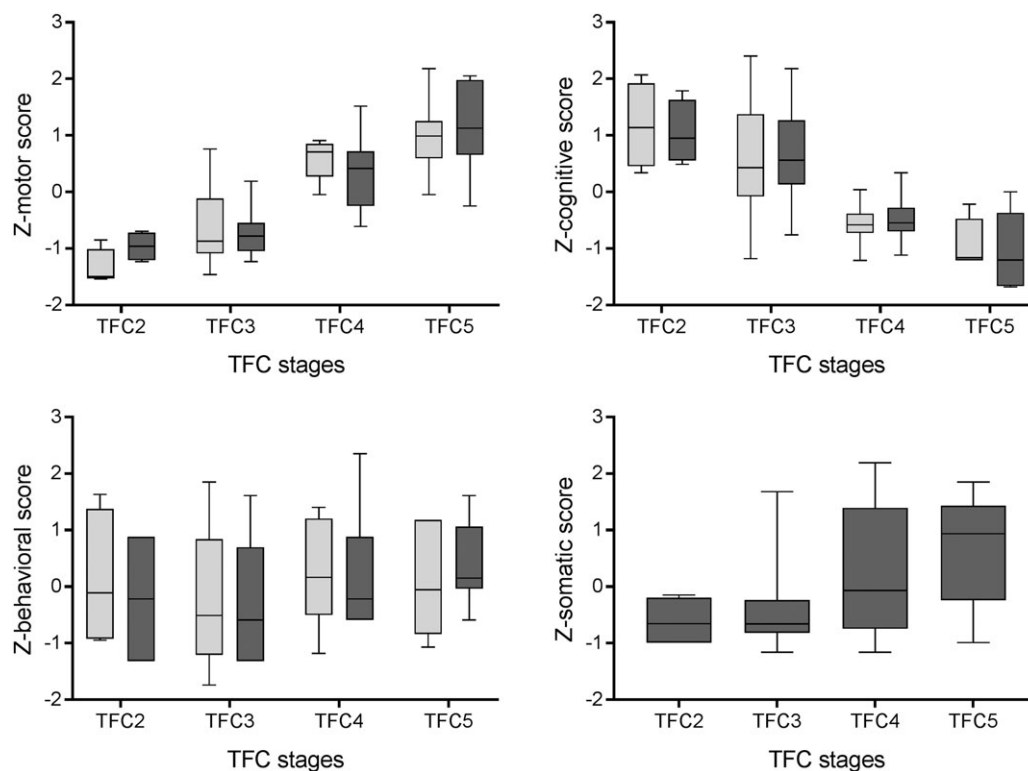 Z-motor score
3
2
1
0
-1
-2
TFC2 TFC3 TFC4 TFC5
TFC stages
Z-cognitive score
3
2
1
0
-1
-2
TFC2 TFC3 TFC4 TFC5
TFC stages
Z-behavioral score
3
2
1
0
-1
-2
TFC2 TFC3 TFC4 TFC5
TFC stages
Z-somatic score
3
2
1
0
-1
-2
TFC2 TFC3 TFC4 TFC5
TFC stages